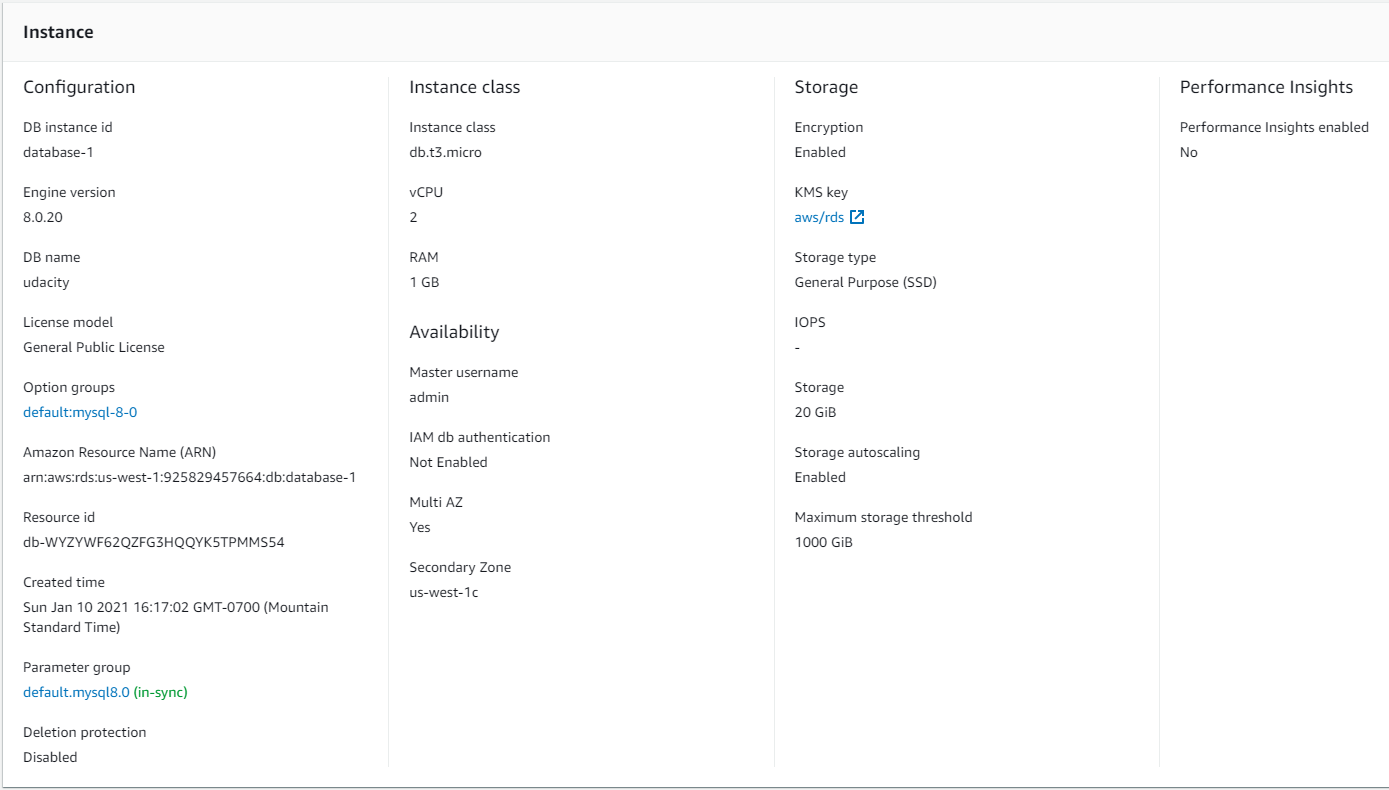 Instance
Configuration
DB instance id
database-1
Engine version
8.0.20
DB name
udacity
License model
General Public License
Option groups
default:mysql-8-0
Amazon Resource Name (ARN)
arn:aws:rds:us-west-1:925829457664:db:database-1
Resource id
db-WYZYWF62QZFG3HQQYK5TPMMS54
Created time
Sun Jan 10 2021 16:17:02 GMT-0700 (Mountain
Standard Time)
Parameter group
default.mysql8.0 (in-sync)
Deletion protection
Disabled
Instance class
Instance class
db.t3.micro
vCPU
2
RAM
1 GB
Availability
Master username
admin
IAM db authentication
Not Enabled
Multi AZ
Yes
Secondary Zone
us-west-1c
Storage
Encryption
Enabled
KMS key
aws/rds
Storage type
General Purpose (SSD)
IOPS
-
Storage
20 GiB
Storage autoscaling
Enabled
Maximum storage threshold
1000 GiB
Performance Insights
Performance Insights enabled
No